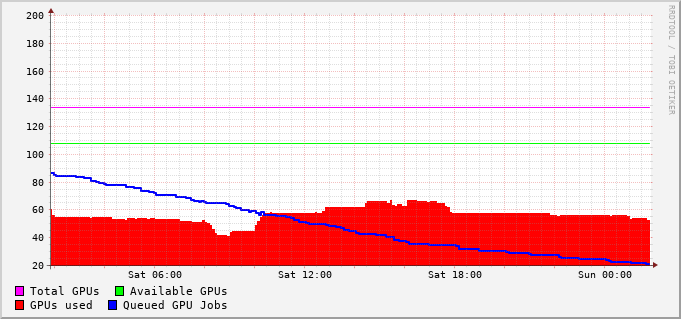 200
180
160
140
120
100
80
60
40
20
Sat 06:00 Sat 12:00 Sat 18:00 Sun 00:00
Total GPUs Available GPUs
GPUs used Queued GPU Jobs
RRDTOOL / TOBI OETIKER